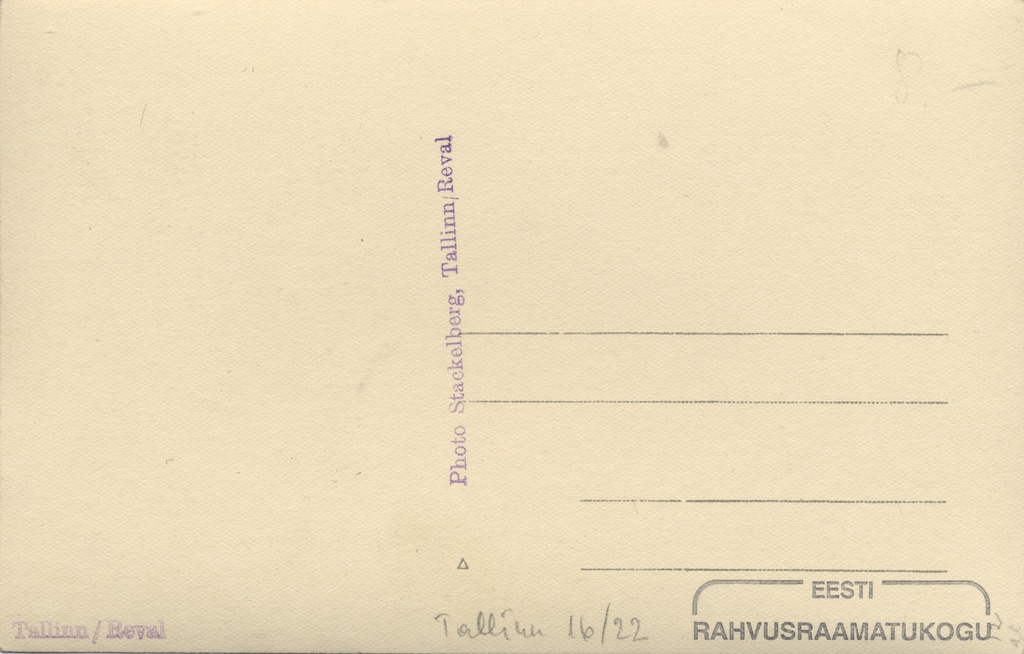 Photo Stackelberg, Tallinn/Reval
Tallinn/Reval
Tallinn 16/22
EESTI
RAHVUSRAAMATUKOGU